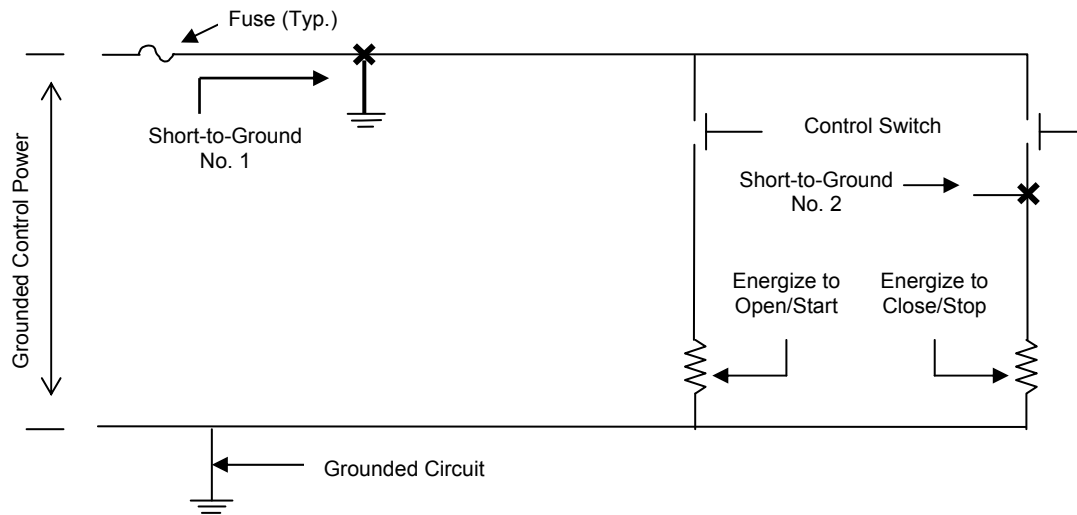 Fuse (Typ.)
Short-to-Ground
No. 1
Control Switch
Short-to-Ground
No. 2
Grounded Control Power
Energize to
Open/Start
Energize to
Close/Stop
Grounded Circuit